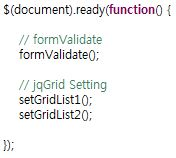 $(document).ready(function() {
// formValidate
formValidate();
// jqGrid Setting
setGridList1();
setGridList2();
});